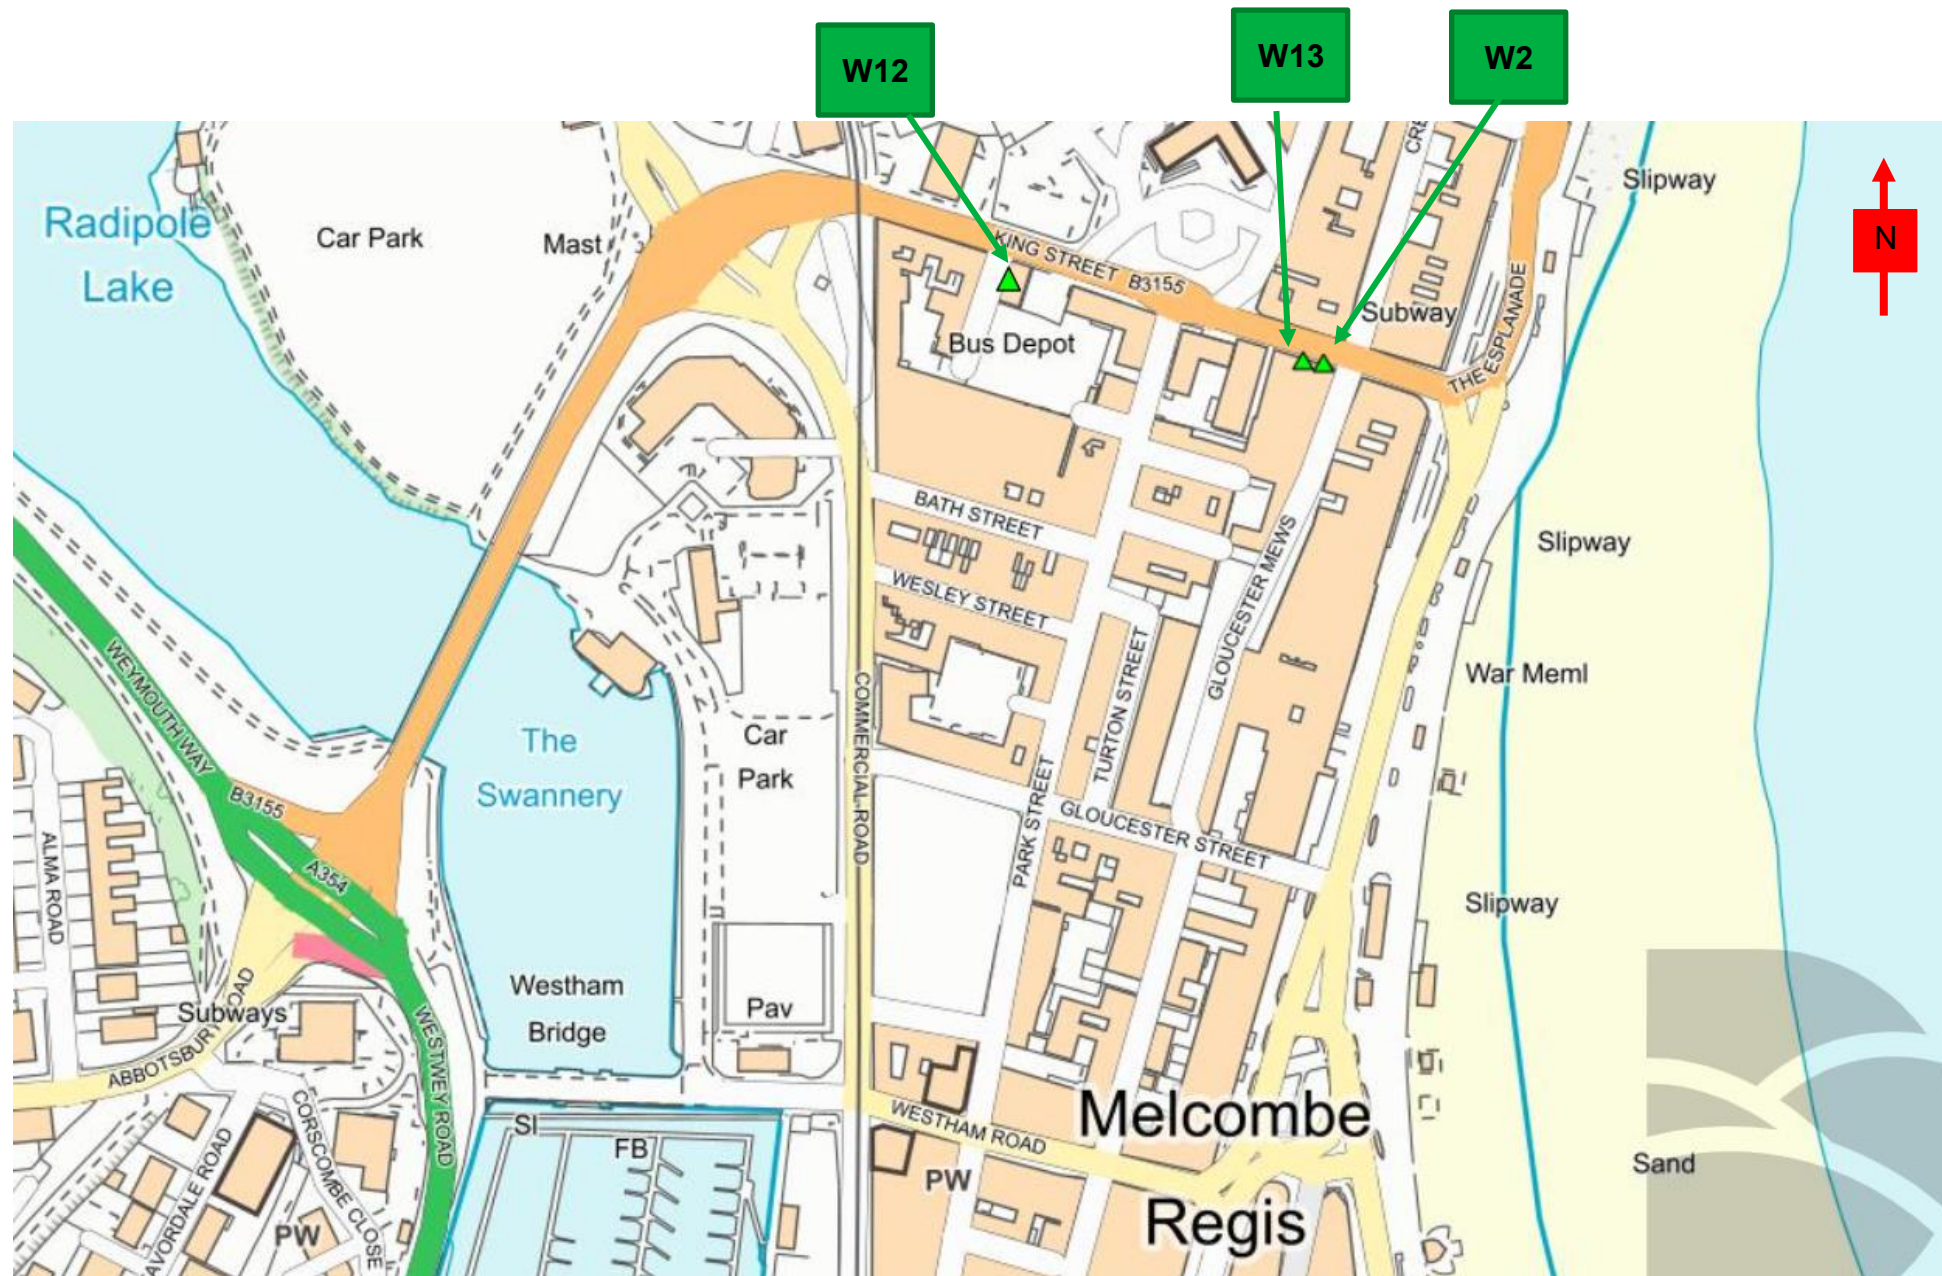 W12
W13
W2
CRE
Slipway
N
Radipole
Lake
Car Park
Mast
KING STREET B3155
Subway
THE ESPLANADE
Bus Depot
BATH STREET
WESLEY STREET
GLOUCESTER MEWS
Slipway
War Meml
WEYMOUTH WAY
The
Swannery
Car
Park
COMMERCIAL ROAD
TURTON STREET
PARK STREET
GLOUCESTER STREET
B3155
A354
ALMA ROAD
Slipway
Westham
Bridge
Pav
Subways
ABBOTSBURY ROAD
WESTWEY ROAD
CORSCOMBE CLOSE
AVORDALE ROAD
PW
SI
FB
WESTHAM ROAD
PW
Melcombe
Regis
Sand